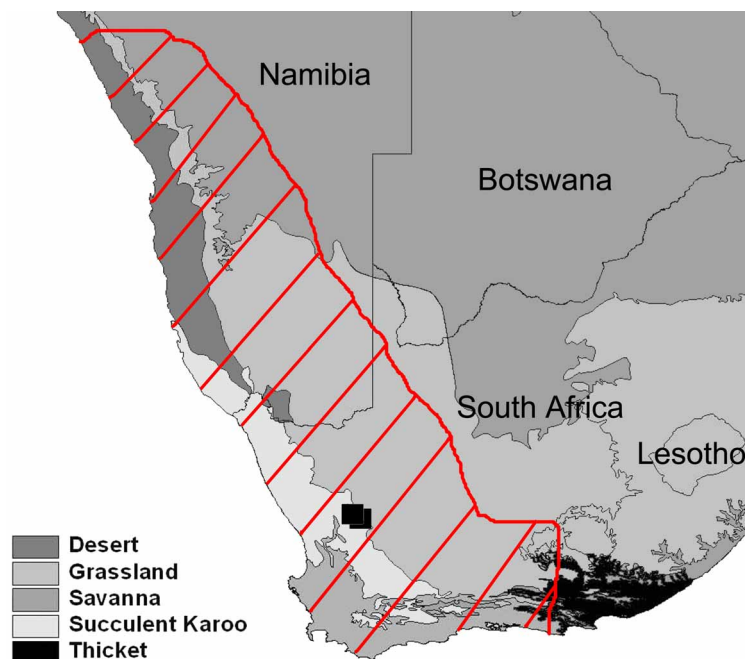 Namibia
Botswana
South Africa
Lesotho
Desert
Grassland
Savanna
Succulent Karoo
Thicket